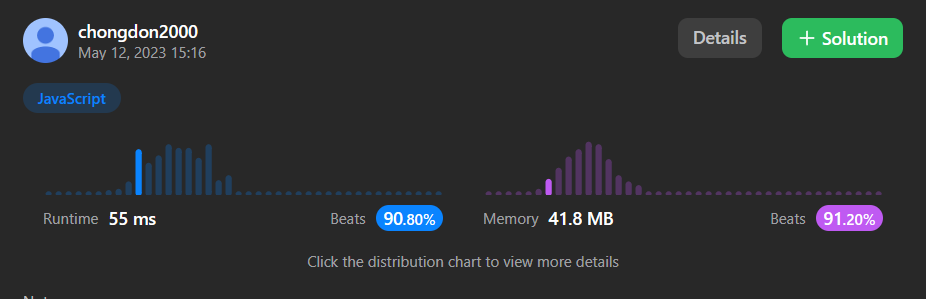 chongdon2000
May 12, 2023 15:16
Details
+ Solution
JavaScript
Runtime 55 ms Beats 90.80%
Memory 41.8 MB Beats 91.20%
Click the distribution chart to view more details